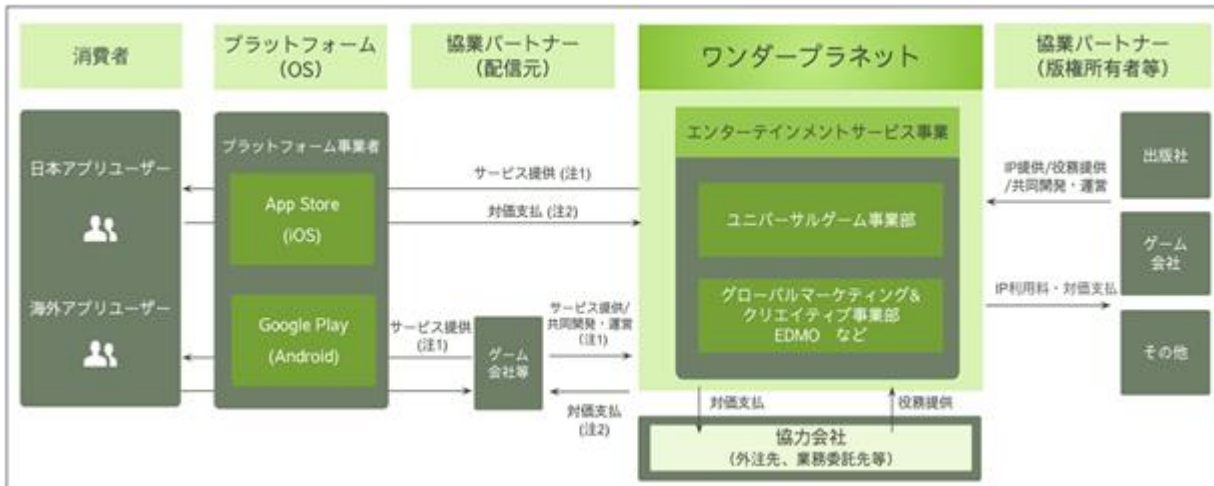 消費者
プラットフォーム
（OS）
協業パートナー
（配信元）
ワンダープラネット
協業パートナー
（版権所有者等）
日本アプリユーザー
海外アプリユーザー
プラットフォーム事業者
App Store
(iOS)
Google Play
(Android)
サービス提供 (注1)
対価支払 (注2)
サービス提供
(注1)
ゲーム
会社等
サービス提供/
共同開発・運営
(注1)
対価支払
(注2)
エンターテインメントサービス事業
ユニバーサルゲーム事業部
グローバルマーケティング&
クリエイティブ事業部
EDMO など
対価支払
役務提供
協力会社
（外注先、業務委託先等）
IP提供/役務提供
/共同開発・運営
IP利用料・対価支払
出版社
ゲーム
会社
その他